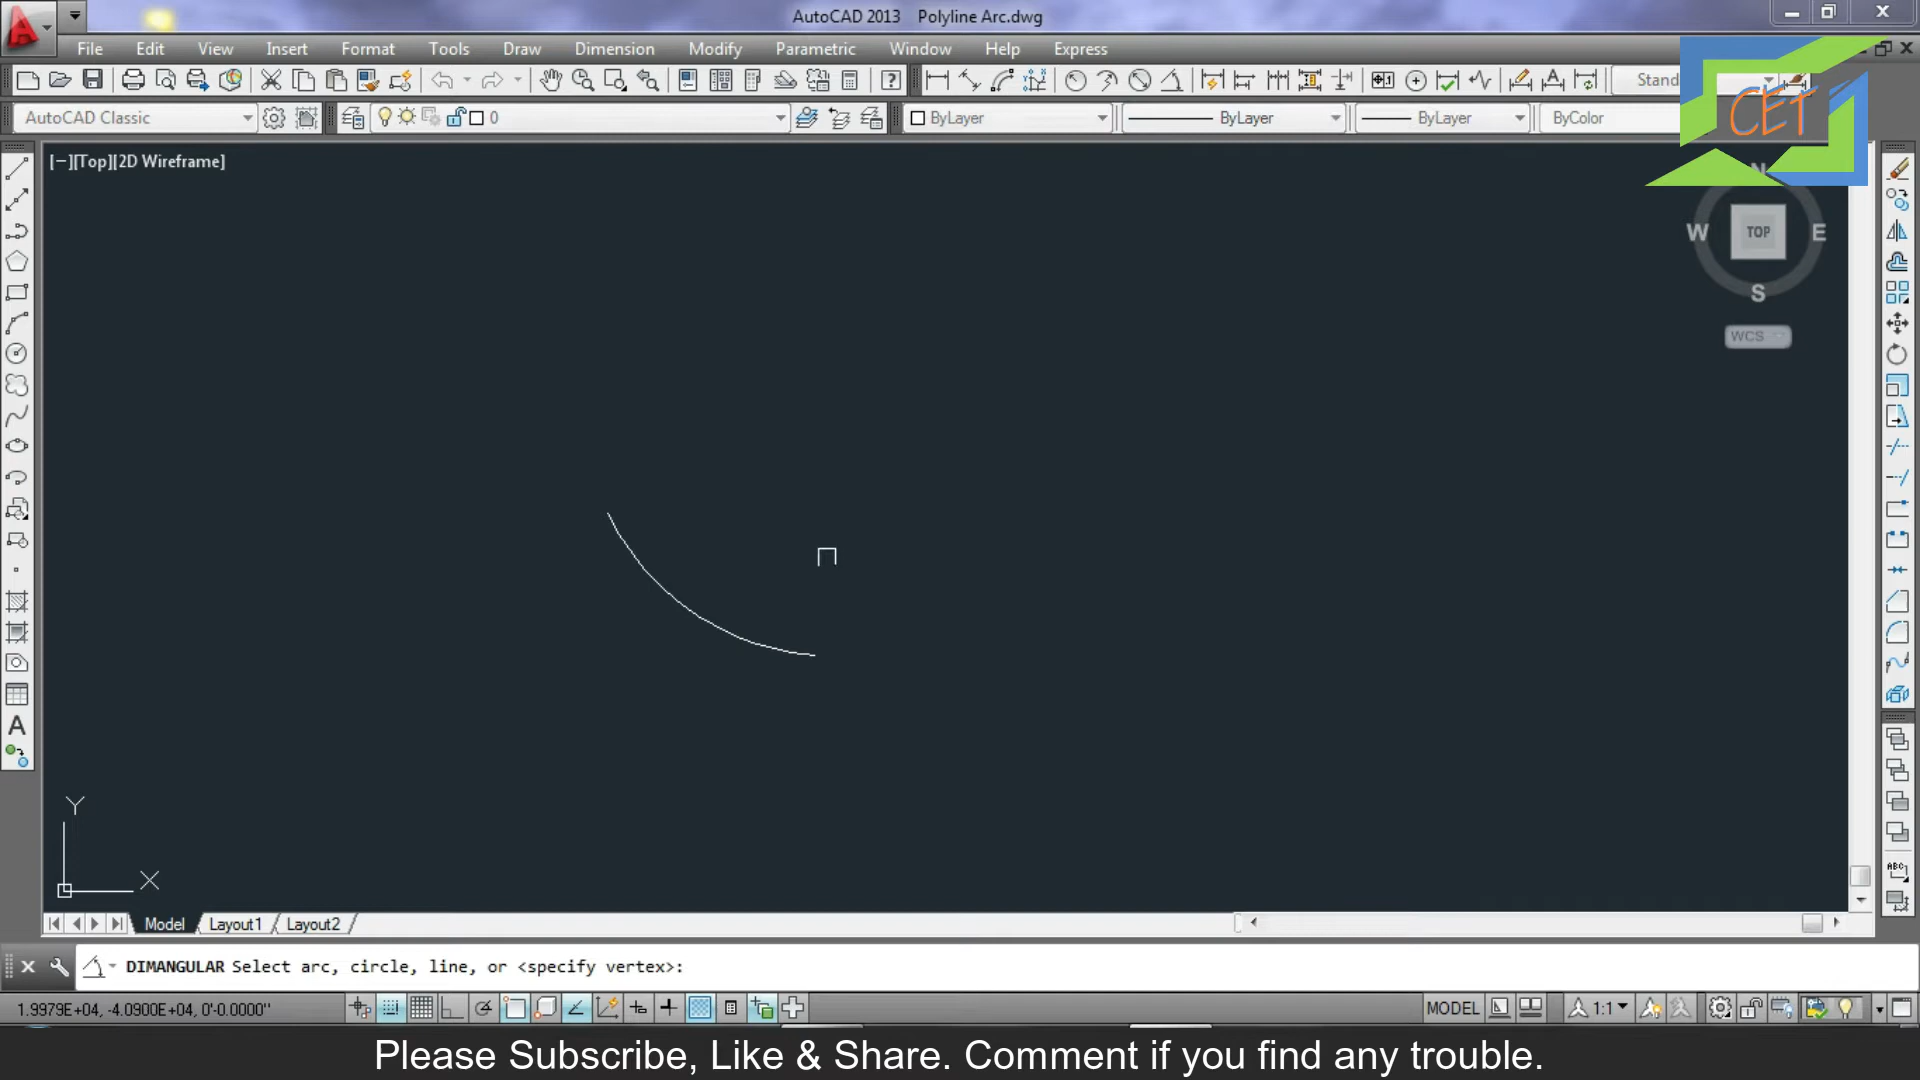 AutoCAD 2013 Polyline Arc.dwg
File Edit View Insert Format Tools Draw Dimension Modify Parametric Window Help Express
Stand
CET
AutoCAD Classic 0 ByLayer ByLayer ByLayer ByColor
[−][Top][2D Wireframe]
N
W TOP E
S
WCS
A
ABC
Y
X
Model Layout1 Layout2
DIMANGULAR Select arc, circle, line, or <specify vertex>:
1.9979E+04, -4.0900E+04, 0'-0.0000"
MODEL 1:1
Please Subscribe, Like & Share. Comment if you find any trouble.